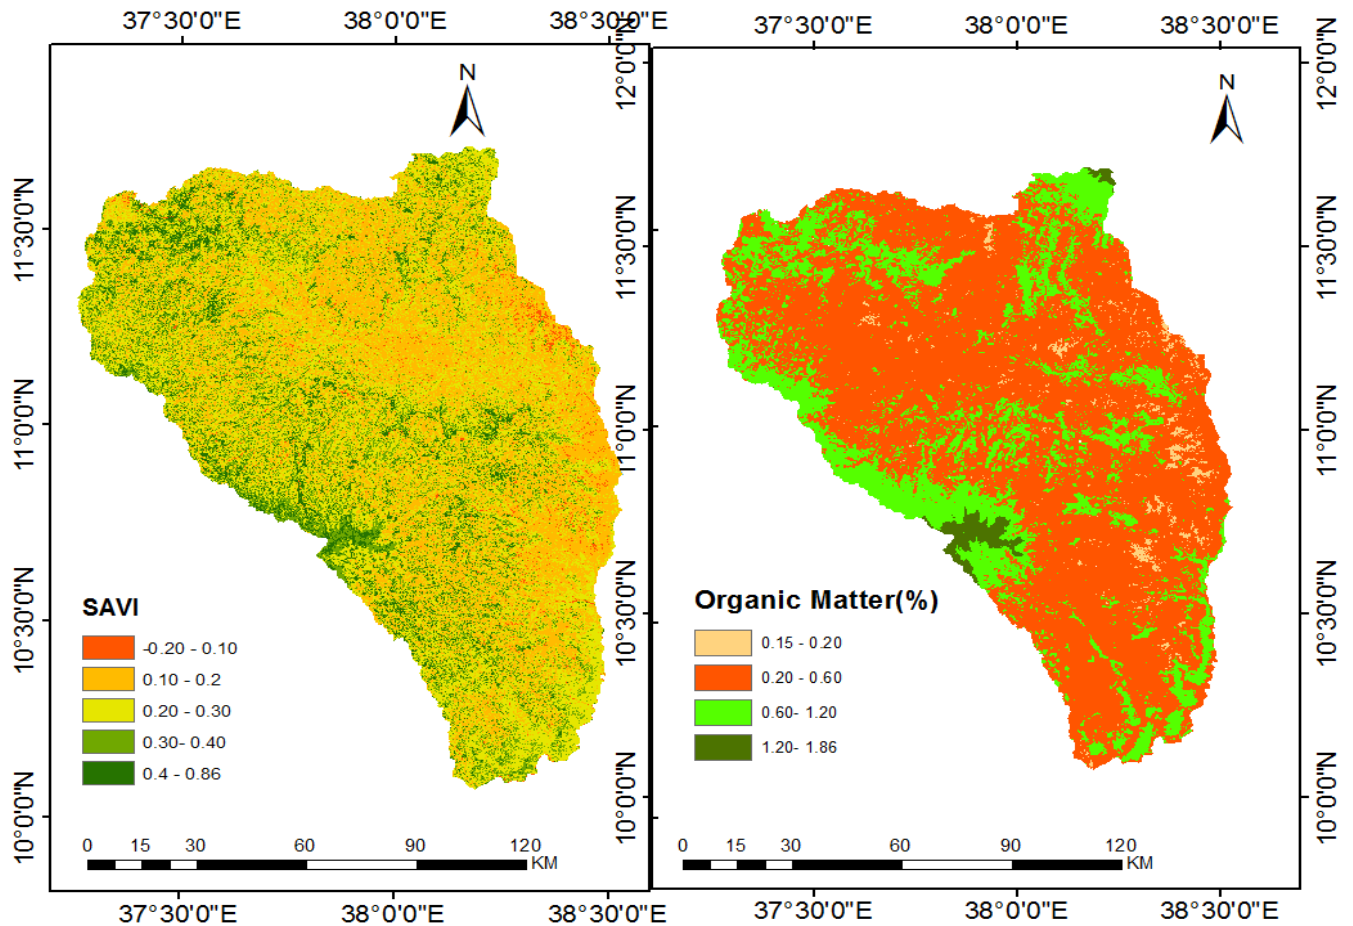 37°30'0"E 38°0'0"E 38°30'0"E
37°30'0"E 38°0'0"E 38°30'0"E
N
N
12°0'0"N
12°0'0"N
11°30'0"N
11°30'0"N
11°30'0"N
11°0'0"N
11°0'0"N
11°0'0"N
10°30'0"N
10°30'0"N
10°30'0"N
10°0'0"N
10°0'0"N
10°0'0"N
SAVI
-0.20 - 0.10
0.10 - 0.2
0.20 - 0.30
0.30- 0.40
0.4 - 0.86
0 15 30 60 90 120
KM
Organic Matter(%)
0.15 - 0.20
0.20 - 0.60
0.60- 1.20
1.20- 1.86
0 15 30 60 90 120
KM
37°30'0"E 38°0'0"E 38°30'0"E
37°30'0"E 38°0'0"E 38°30'0"E